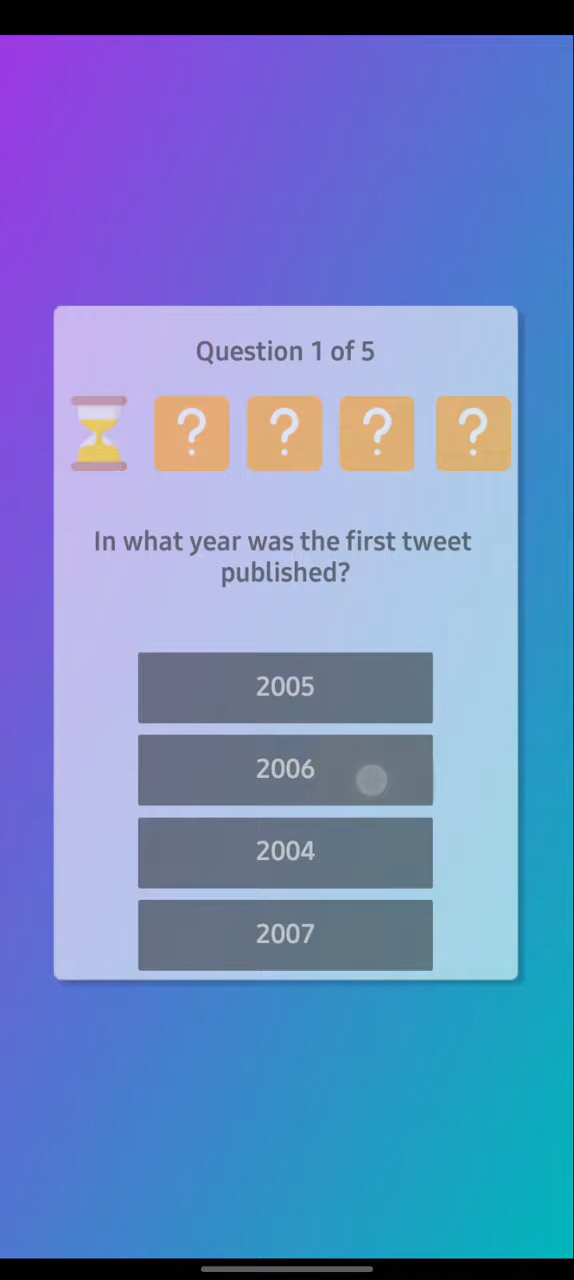 Question 1 of 5
? ? ? ?
In what year was the first tweet
published?
2005
2006
2004
2007